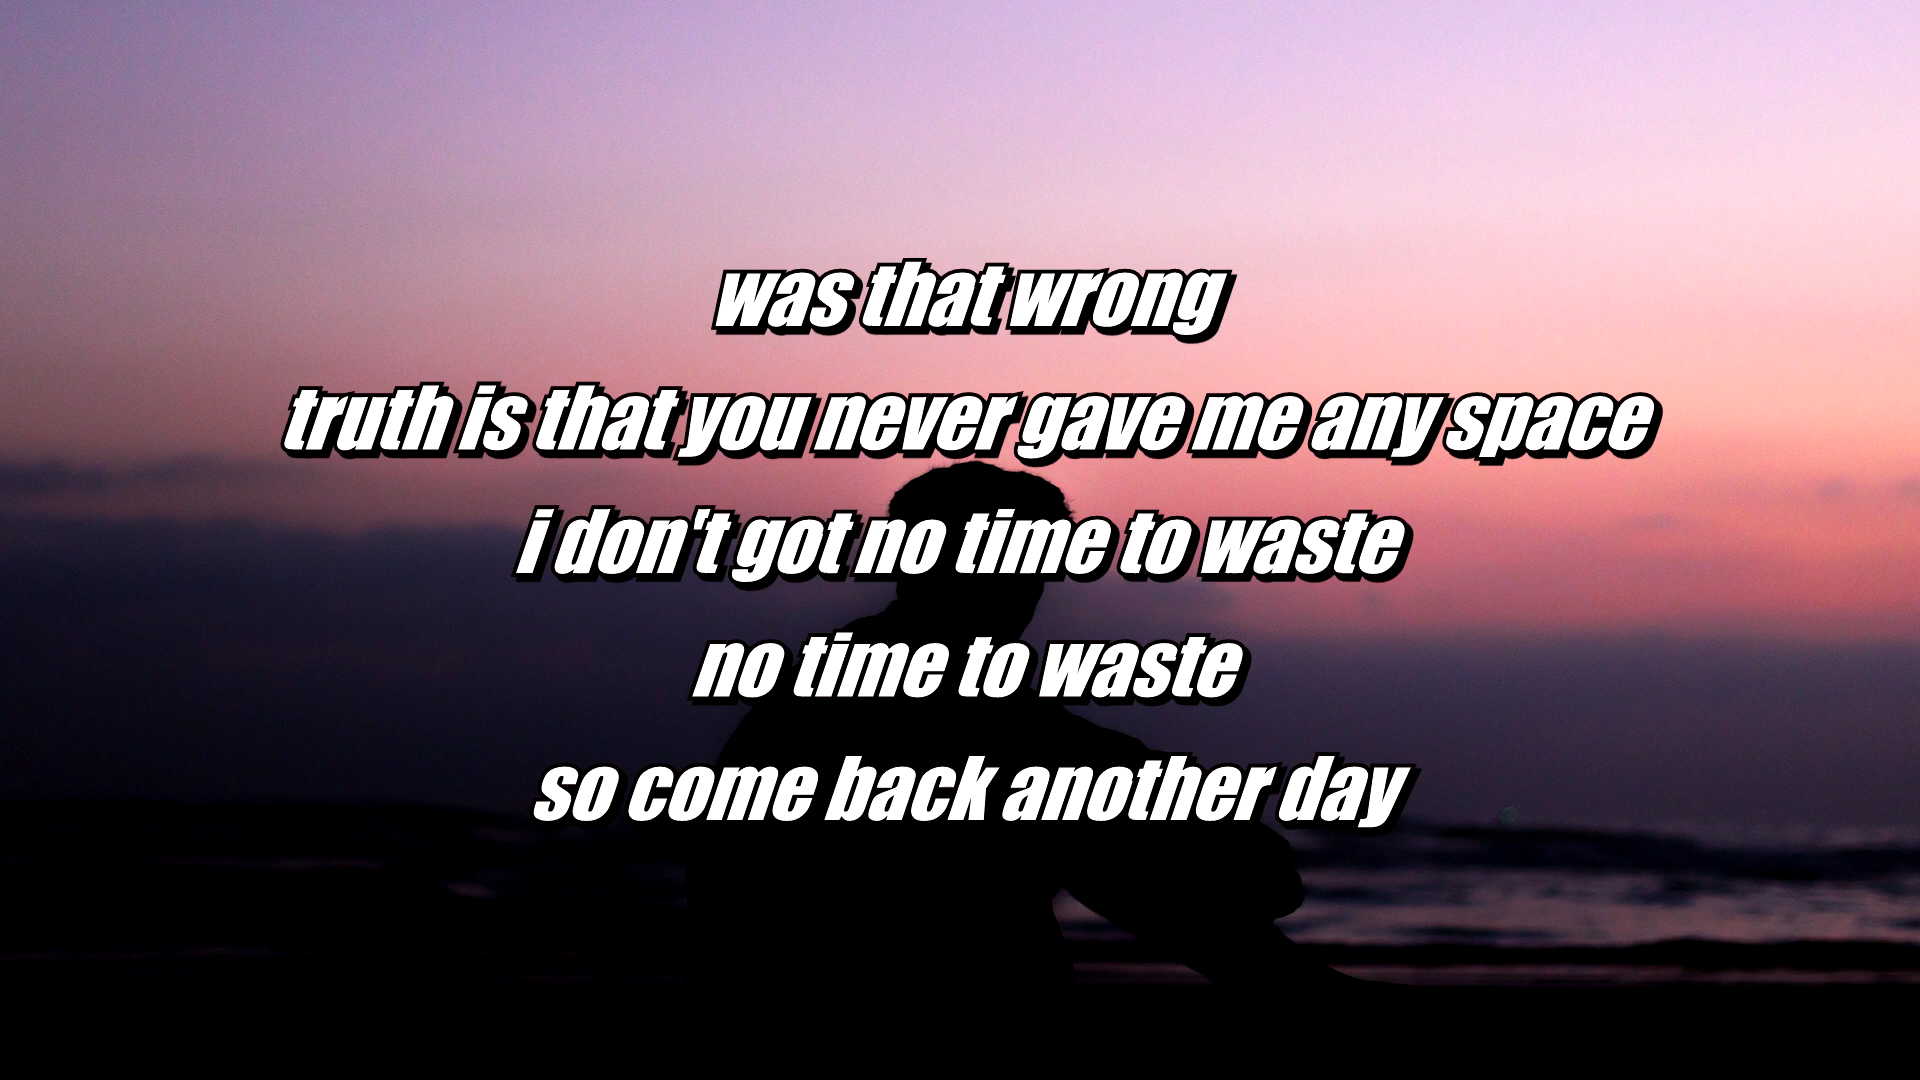 was that wrong
truth is that you never gave me any space
i don't got no time to waste
no time to waste
so come back another day